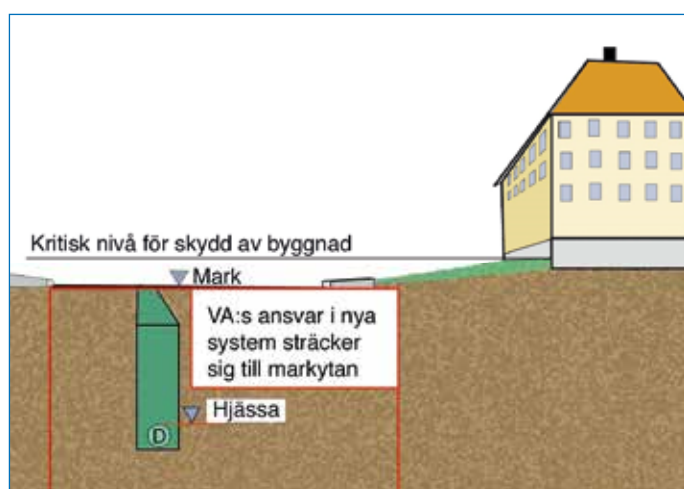 Kritisk nivå för skydd av byggnad
Mark
VA:s ansvar i nya
system sträcker
sig till markytan
Hjässa
D